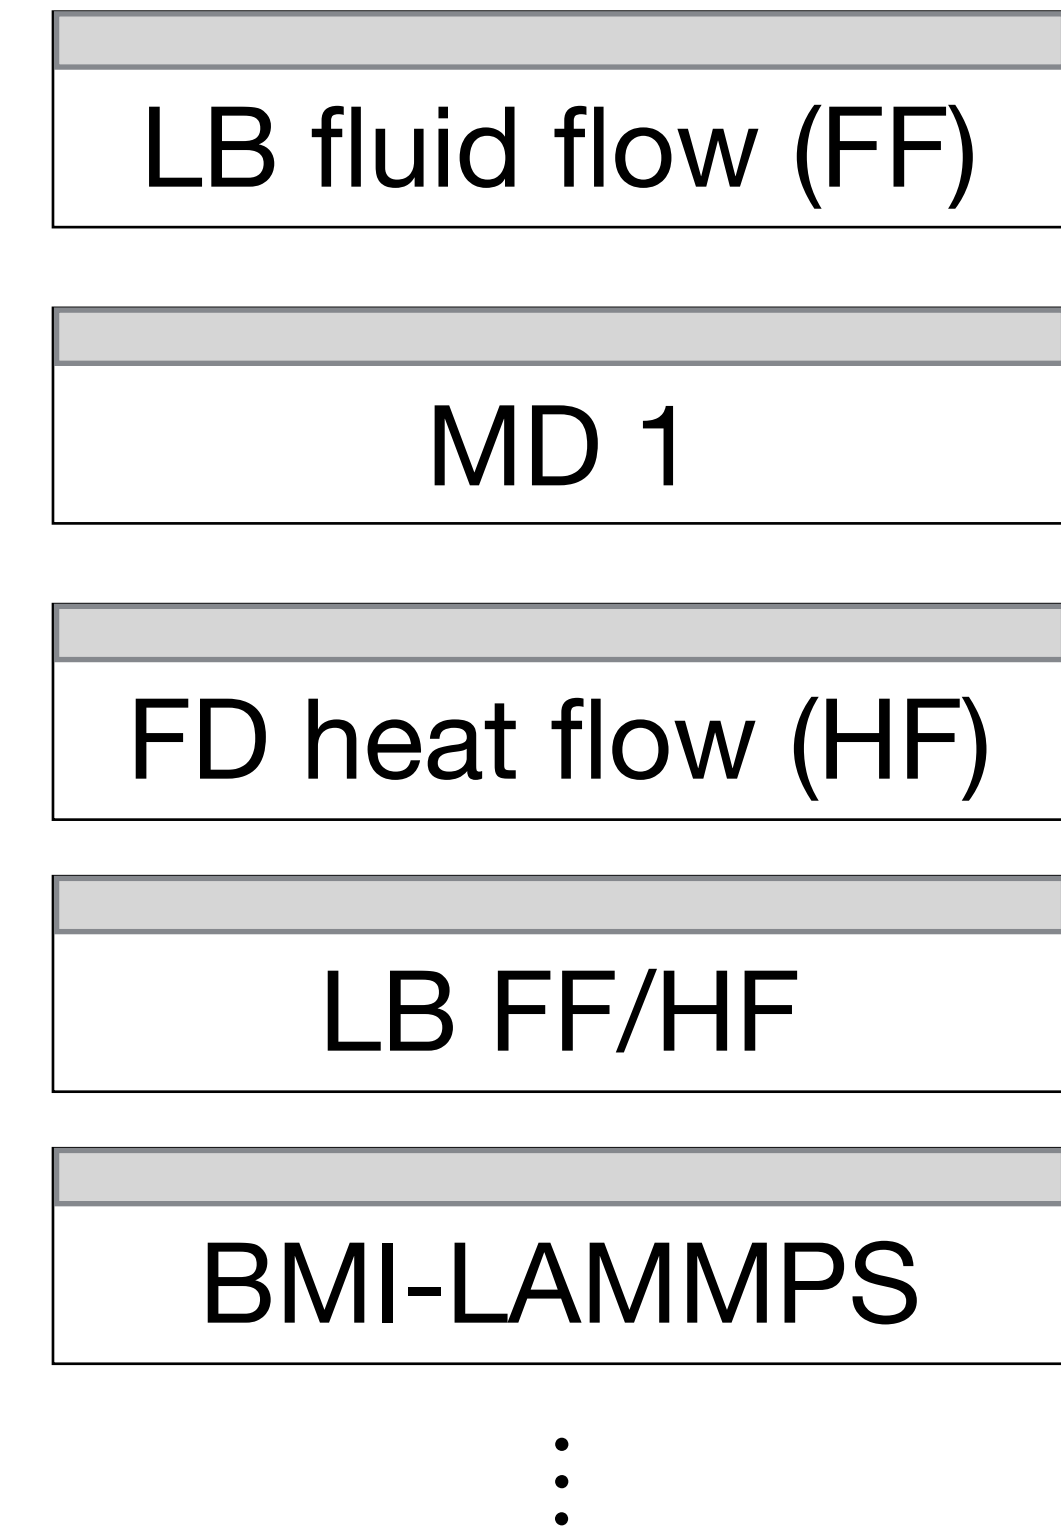 LB fluid flow (FF)
MD 1
FD heat flow (HF)
LB FF/HF
BMI-LAMMPS